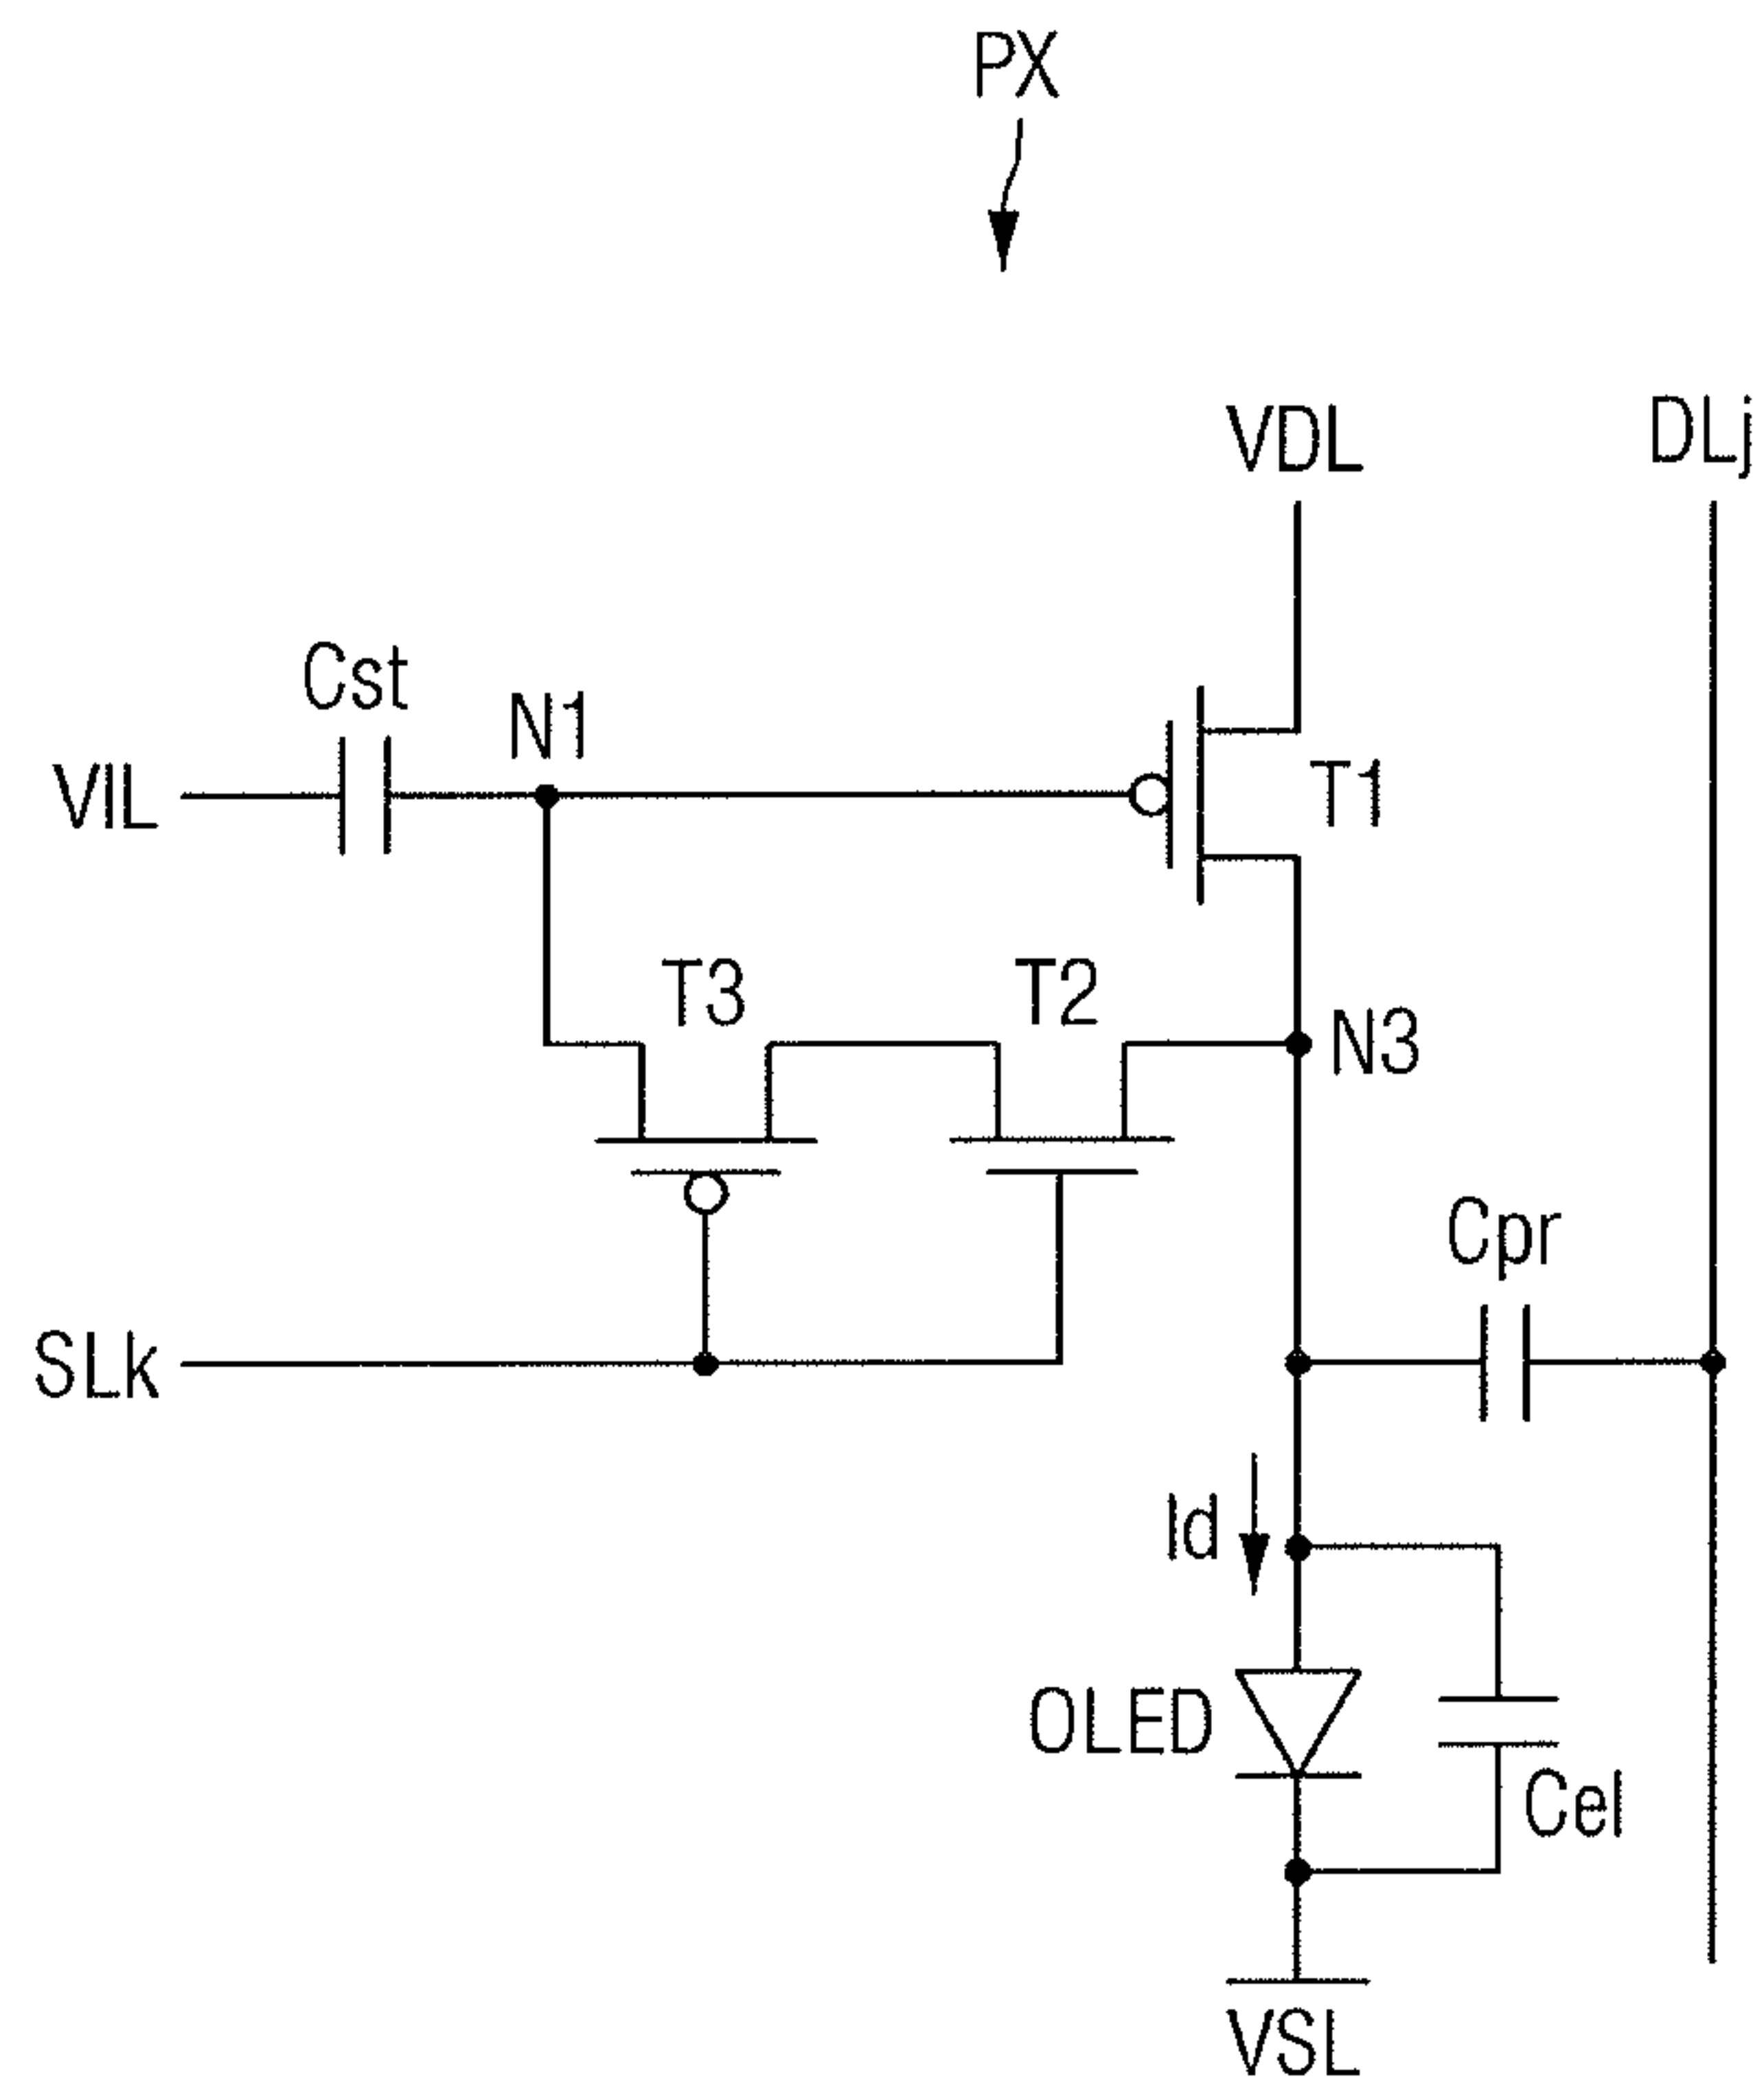 PX
VDL
DLj
Cst
N1
VIL
T1
T3
T2
N3
Cpr
SLk
Id
OLED
Cel
VSL